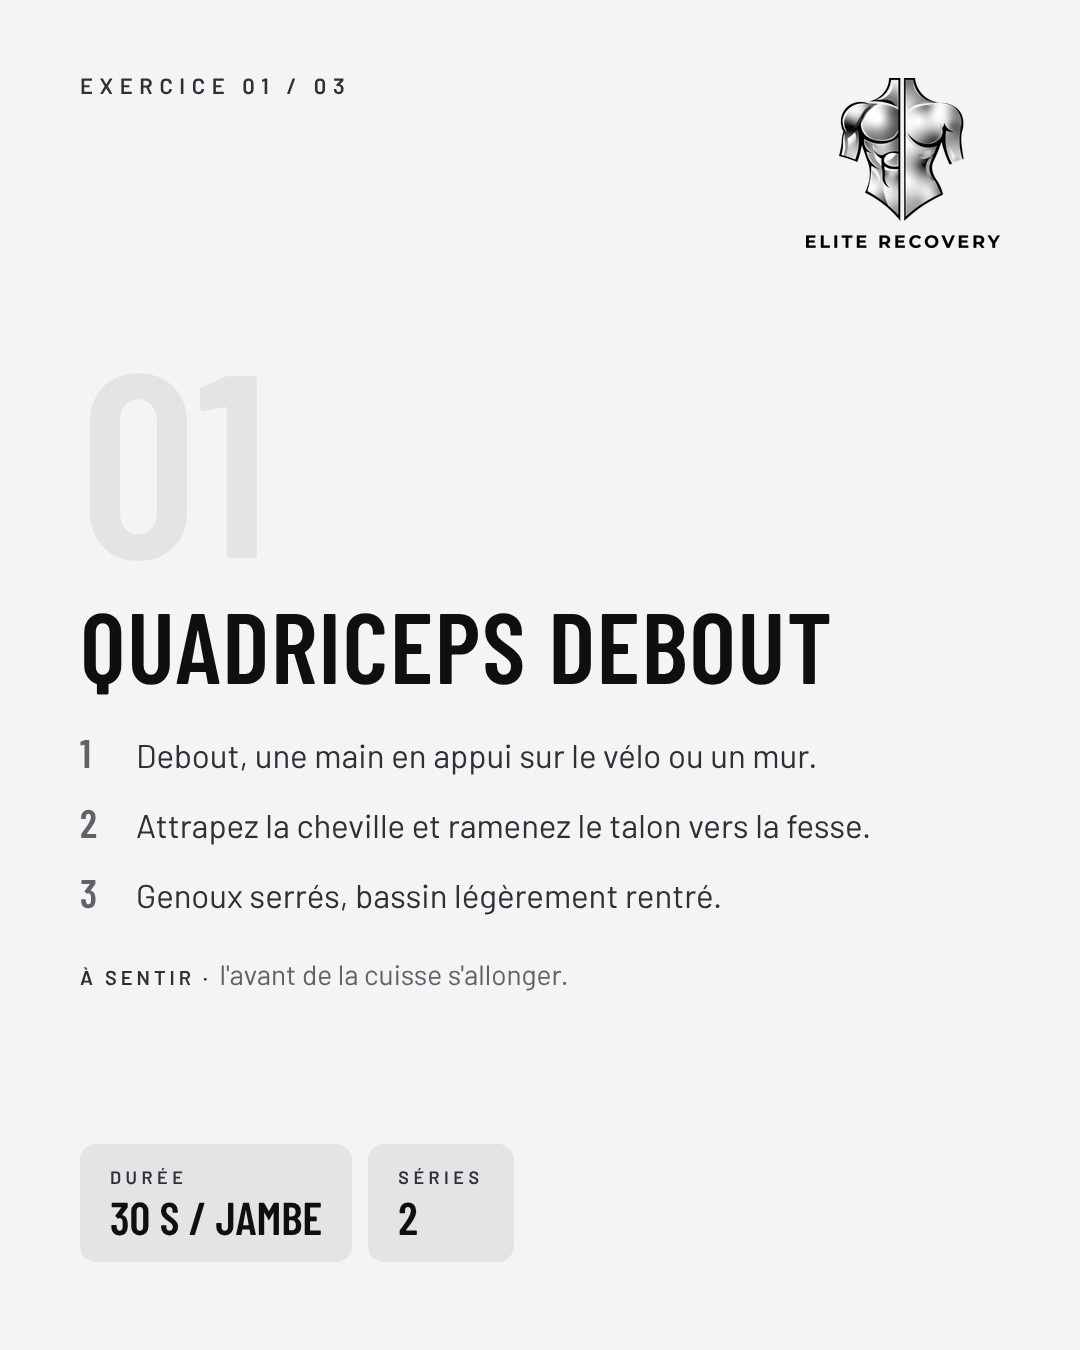 EXERCICE 01 / 03
ELITE RECOVERY
01
QUADRICEPS DEBOUT
1 Debout, une main en appui sur le vélo ou un mur.
2 Attrapez la cheville et ramenez le talon vers la fesse.
3 Genoux serrés, bassin légèrement rentré.
À SENTIR · l'avant de la cuisse s'allonger.
DURÉE
30 S / JAMBE
SÉRIES
2